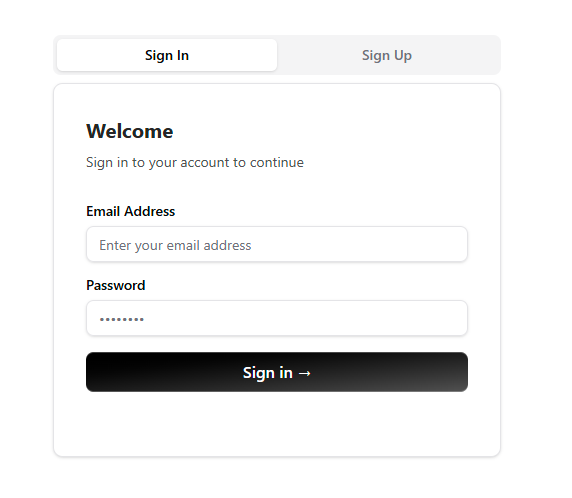 Sign In
Sign Up
Welcome
Sign in to your account to continue
Email Address
Enter your email address
Password
••••••••
Sign in →